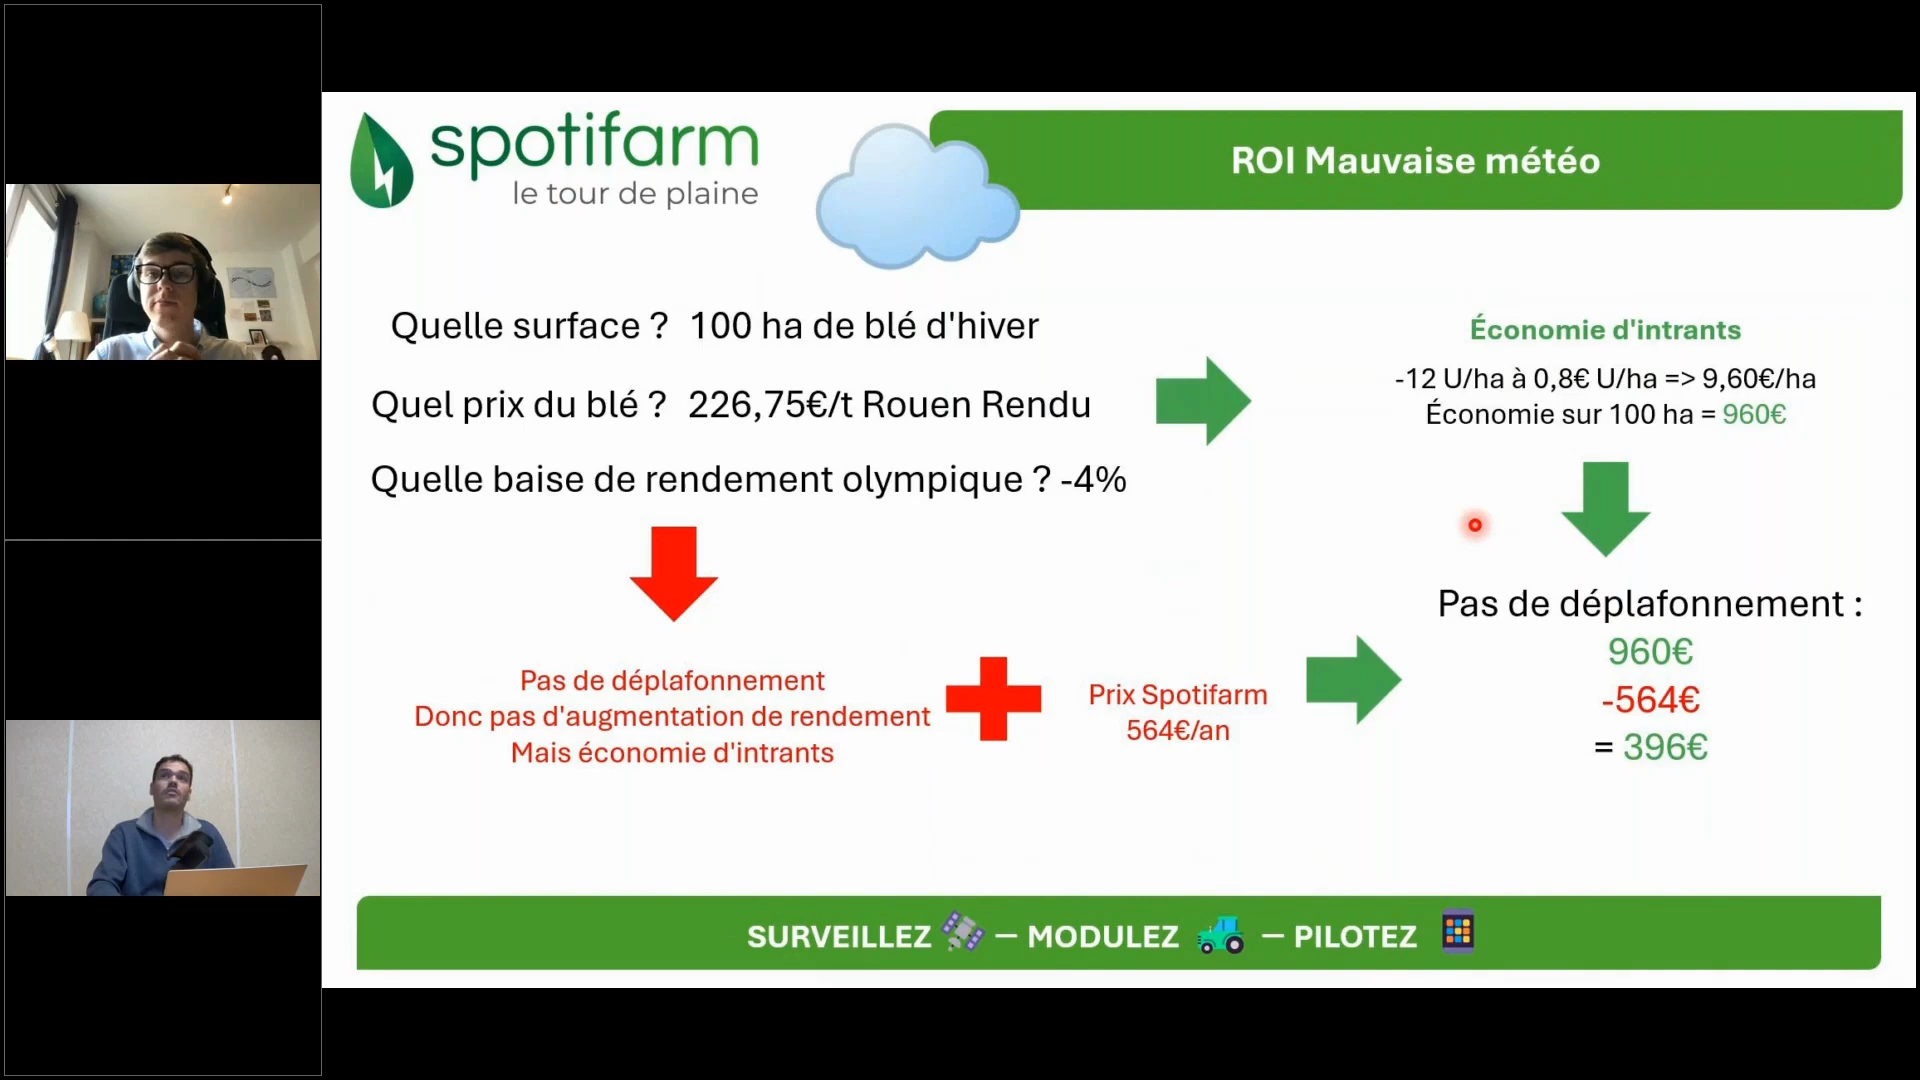 spotifarm
le tour de plaine
ROI Mauvaise météo
Quelle surface ? 100 ha de blé d'hiver
Quel prix du blé ? 226,75€/t Rouen Rendu
Quelle baise de rendement olympique ? -4%
Économie d'intrants
-12 U/ha à 0,8€ U/ha => 9,60€/ha
Économie sur 100 ha = 960€
Pas de déplafonnement
Donc pas d'augmentation de rendement
Mais économie d'intrants
Prix Spotifarm
564€/an
Pas de déplafonnement :
960€
-564€
= 396€
SURVEILLEZ – MODULEZ – PILOTEZ